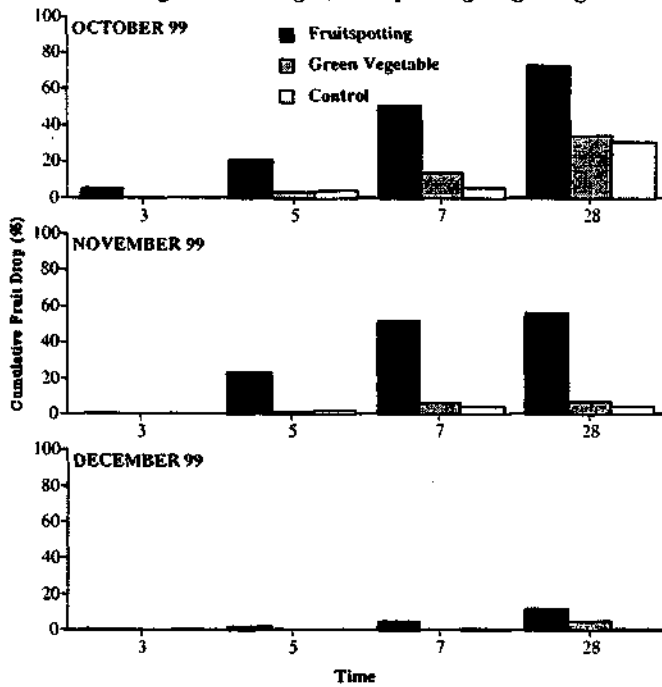 OCTOBER 99
Fruitspotting
Green Vegetable
Control
100
80
60
40
20
0
3 5 7 28
NOVEMBER 99
100
80
60
40
20
0
3 5 7 28
DECEMBER 99
100
80
60
40
20
0
3 5 7 28
Cumulative Fruit Drop (%)
Time